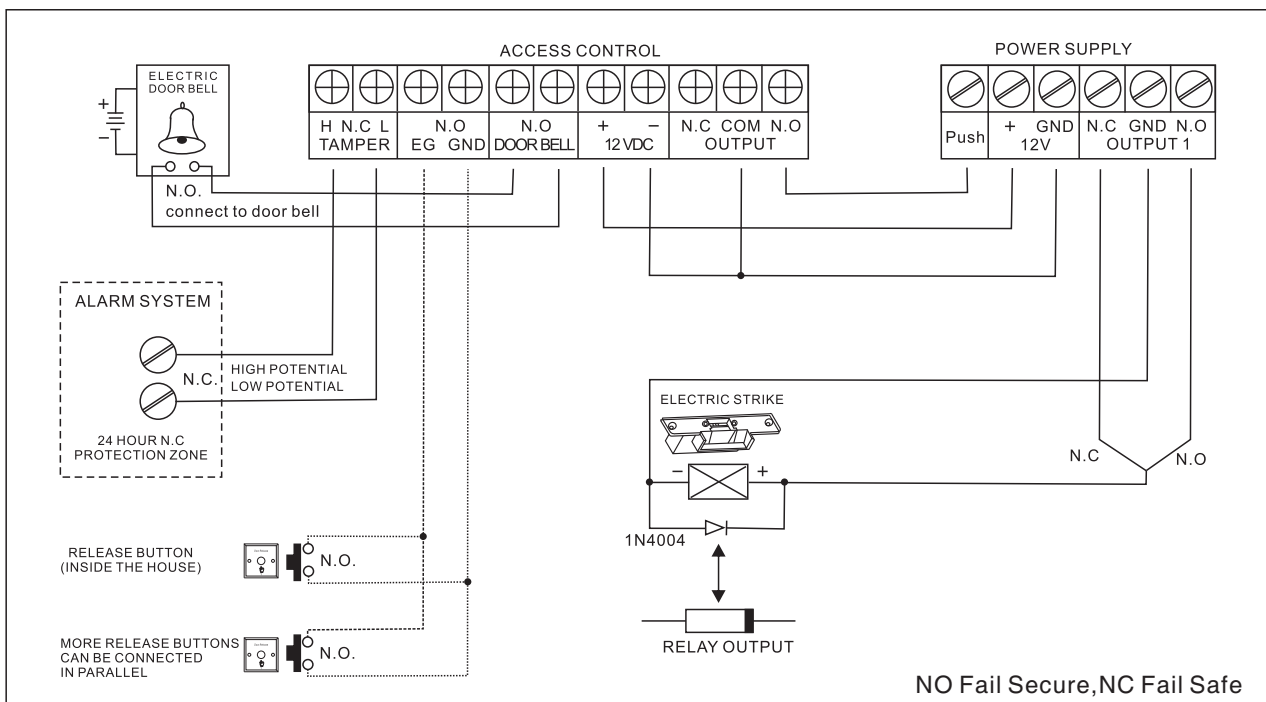 ACCESS CONTROL
POWER SUPPLY
ELECTRIC
DOOR BELL
+
−
H N.C L
TAMPER
N.O
EG GND
N.O
DOOR BELL
+ −
12 VDC
N.C COM N.O
OUTPUT
Push
+ GND
12V
N.C GND N.O
OUTPUT 1
N.O.
connect to door bell
ALARM SYSTEM
N.C.
HIGH POTENTIAL
LOW POTENTIAL
24 HOUR N.C
PROTECTION ZONE
ELECTRIC STRIKE
− +
1N4004
N.C
N.O
RELEASE BUTTON
(INSIDE THE HOUSE)
N.O.
RELAY OUTPUT
MORE RELEASE BUTTONS
CAN BE CONNECTED
IN PARALLEL
N.O.
NO Fail Secure,NC Fail Safe